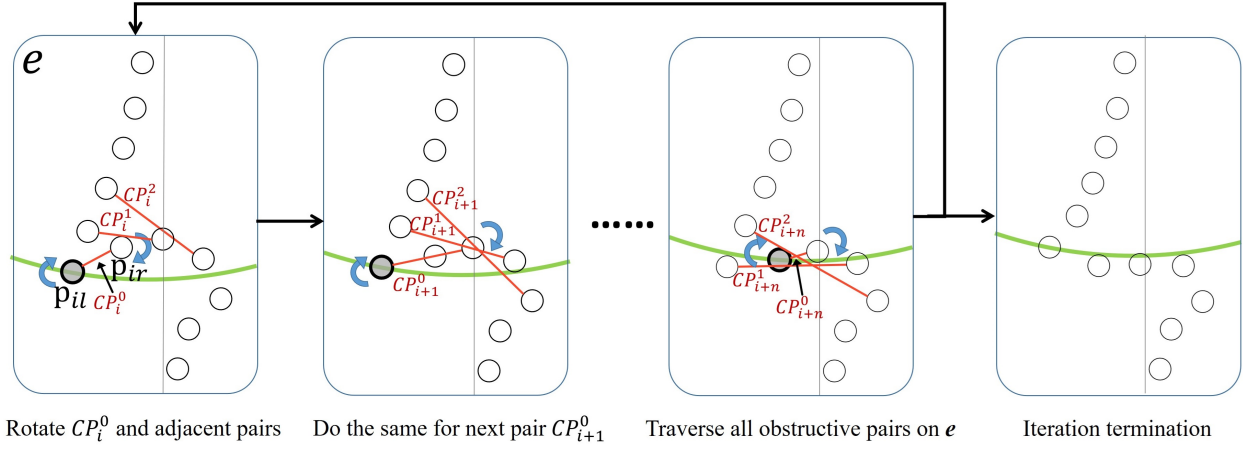 e
CP_i^2
CP_i^1
p_ir
p_il
CP_i^0
CP_{i+1}^2
CP_{i+1}^1
CP_{i+1}^0
......
CP_{i+n}^2
CP_{i+n}^1
CP_{i+n}^0
Rotate CP_i^0 and adjacent pairs
Do the same for next pair CP_{i+1}^0
Traverse all obstructive pairs on e
Iteration termination